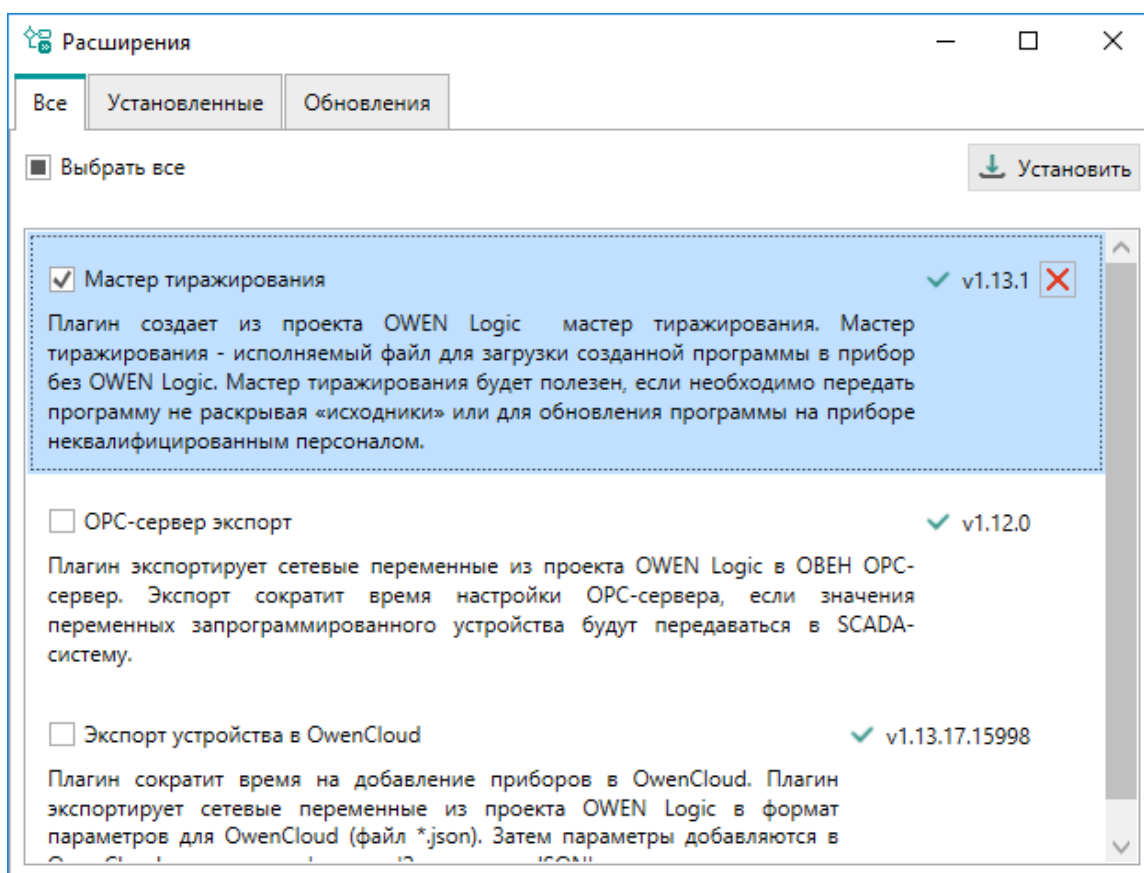 Расширения
Все Установленные Обновления
Выбрать все Установить
Мастер тиражирования v1.13.1
Плагин создает из проекта OWEN Logic мастер тиражирования. Мастер
тиражирования - исполняемый файл для загрузки созданной программы в прибор
без OWEN Logic. Мастер тиражирования будет полезен, если необходимо передать
программу не раскрывая «исходники» или для обновления программы на приборе
неквалифицированным персоналом.
OPC-сервер экспорт v1.12.0
Плагин экспортирует сетевые переменные из проекта OWEN Logic в ОВЕН OPC-
сервер. Экспорт сократит время настройки OPC-сервера, если значения
переменных запрограммированного устройства будут передаваться в SCADA-
систему.
Экспорт устройства в OwenCloud v1.13.17.15998
Плагин сократит время на добавление приборов в OwenCloud. Плагин
экспортирует сетевые переменные из проекта OWEN Logic в формат
параметров для OwenCloud (файл *.json). Затем параметры добавляются в